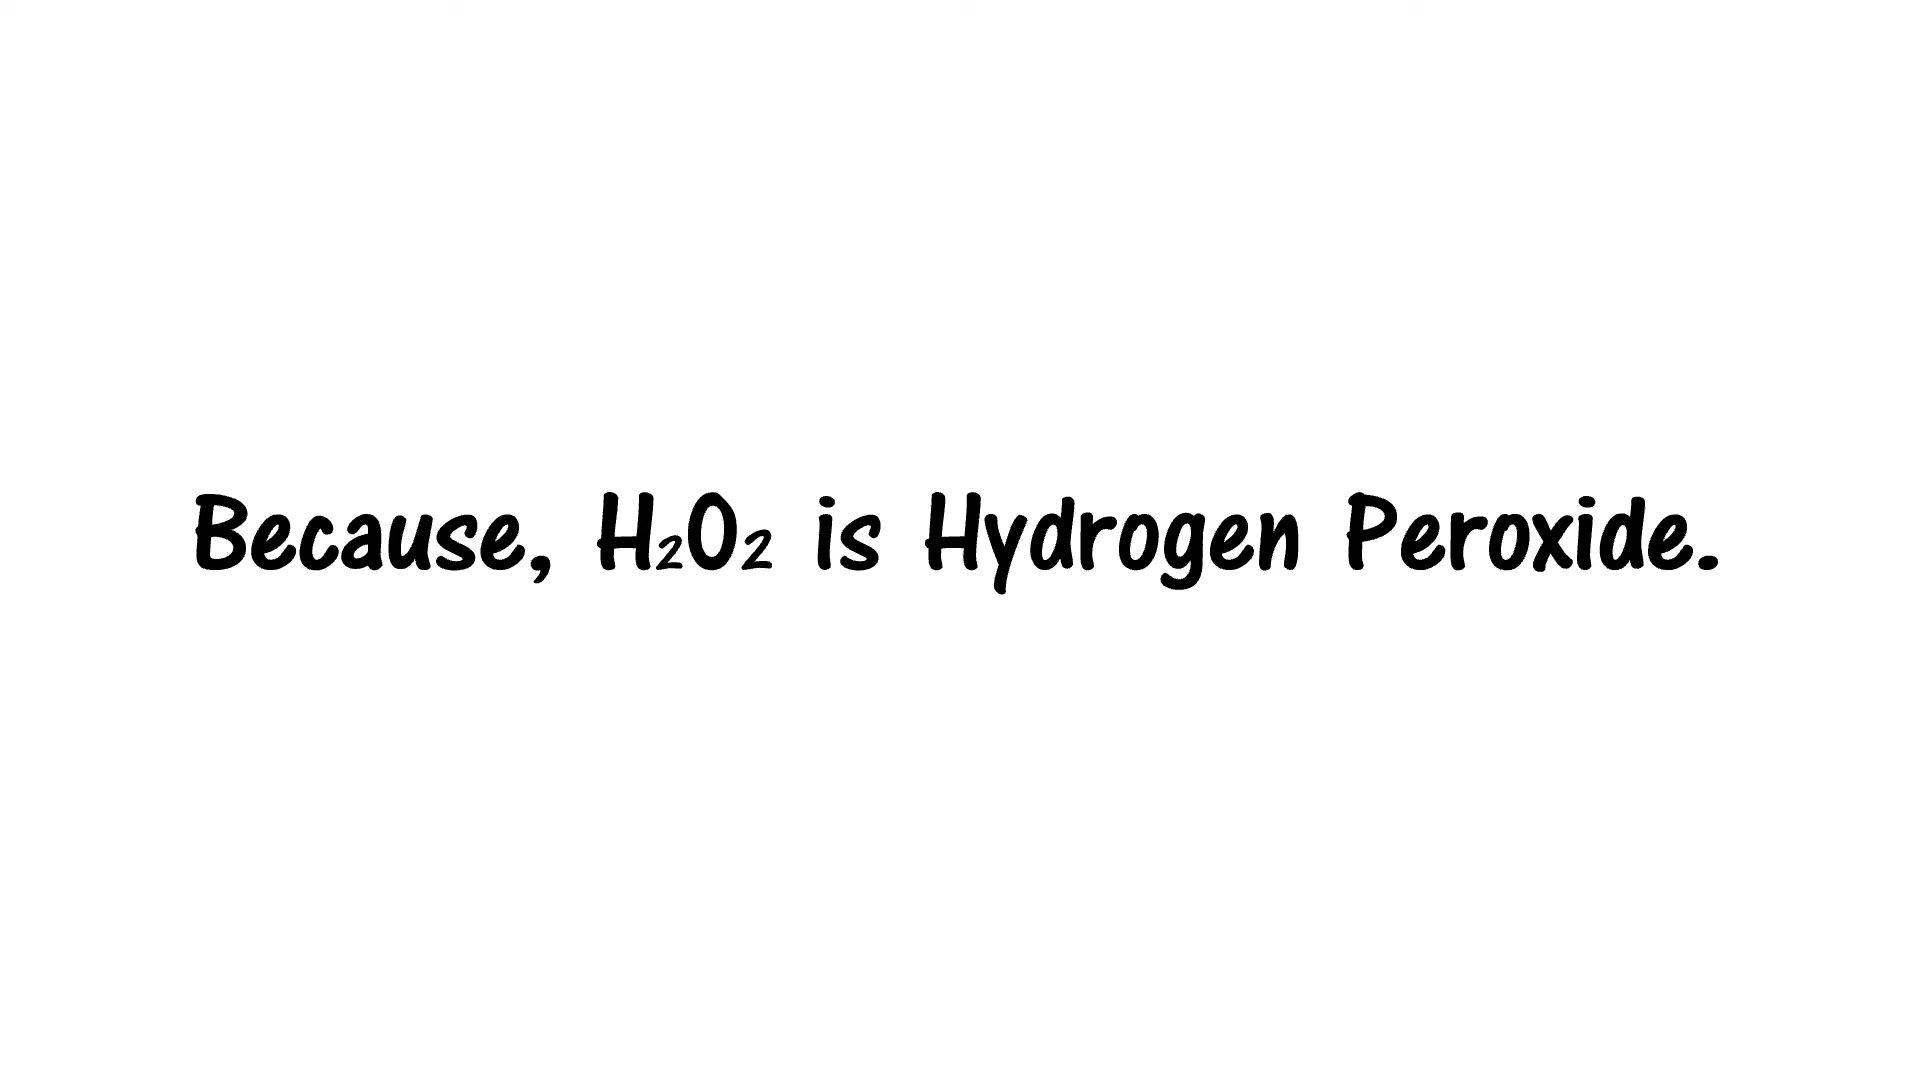 Because, H₂O₂ is Hydrogen Peroxide.